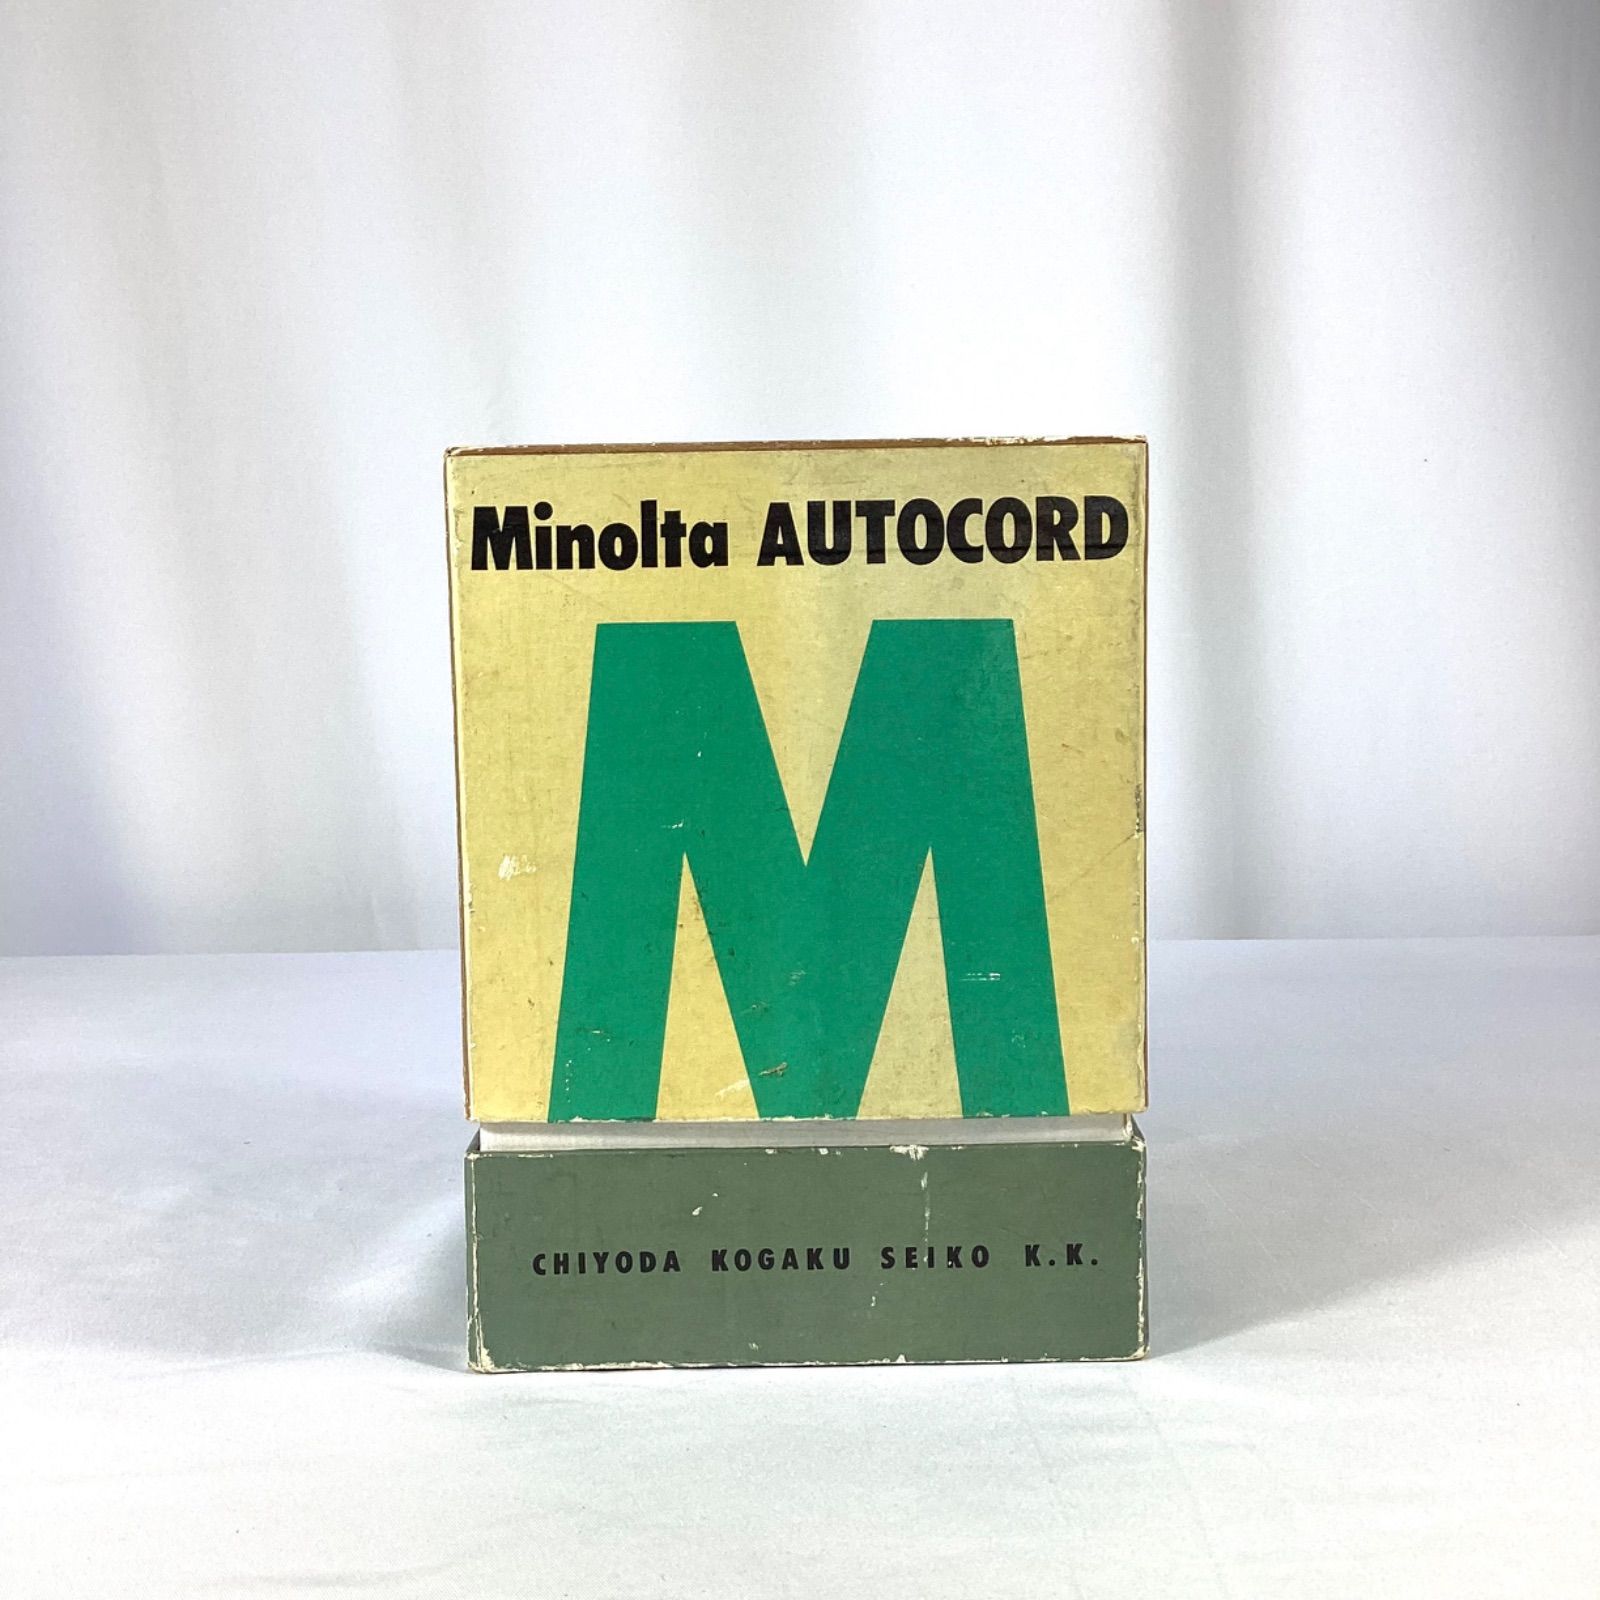 Minolta AUTOCORD
M
CHIYODA KOGAKU SEIKO K.K.